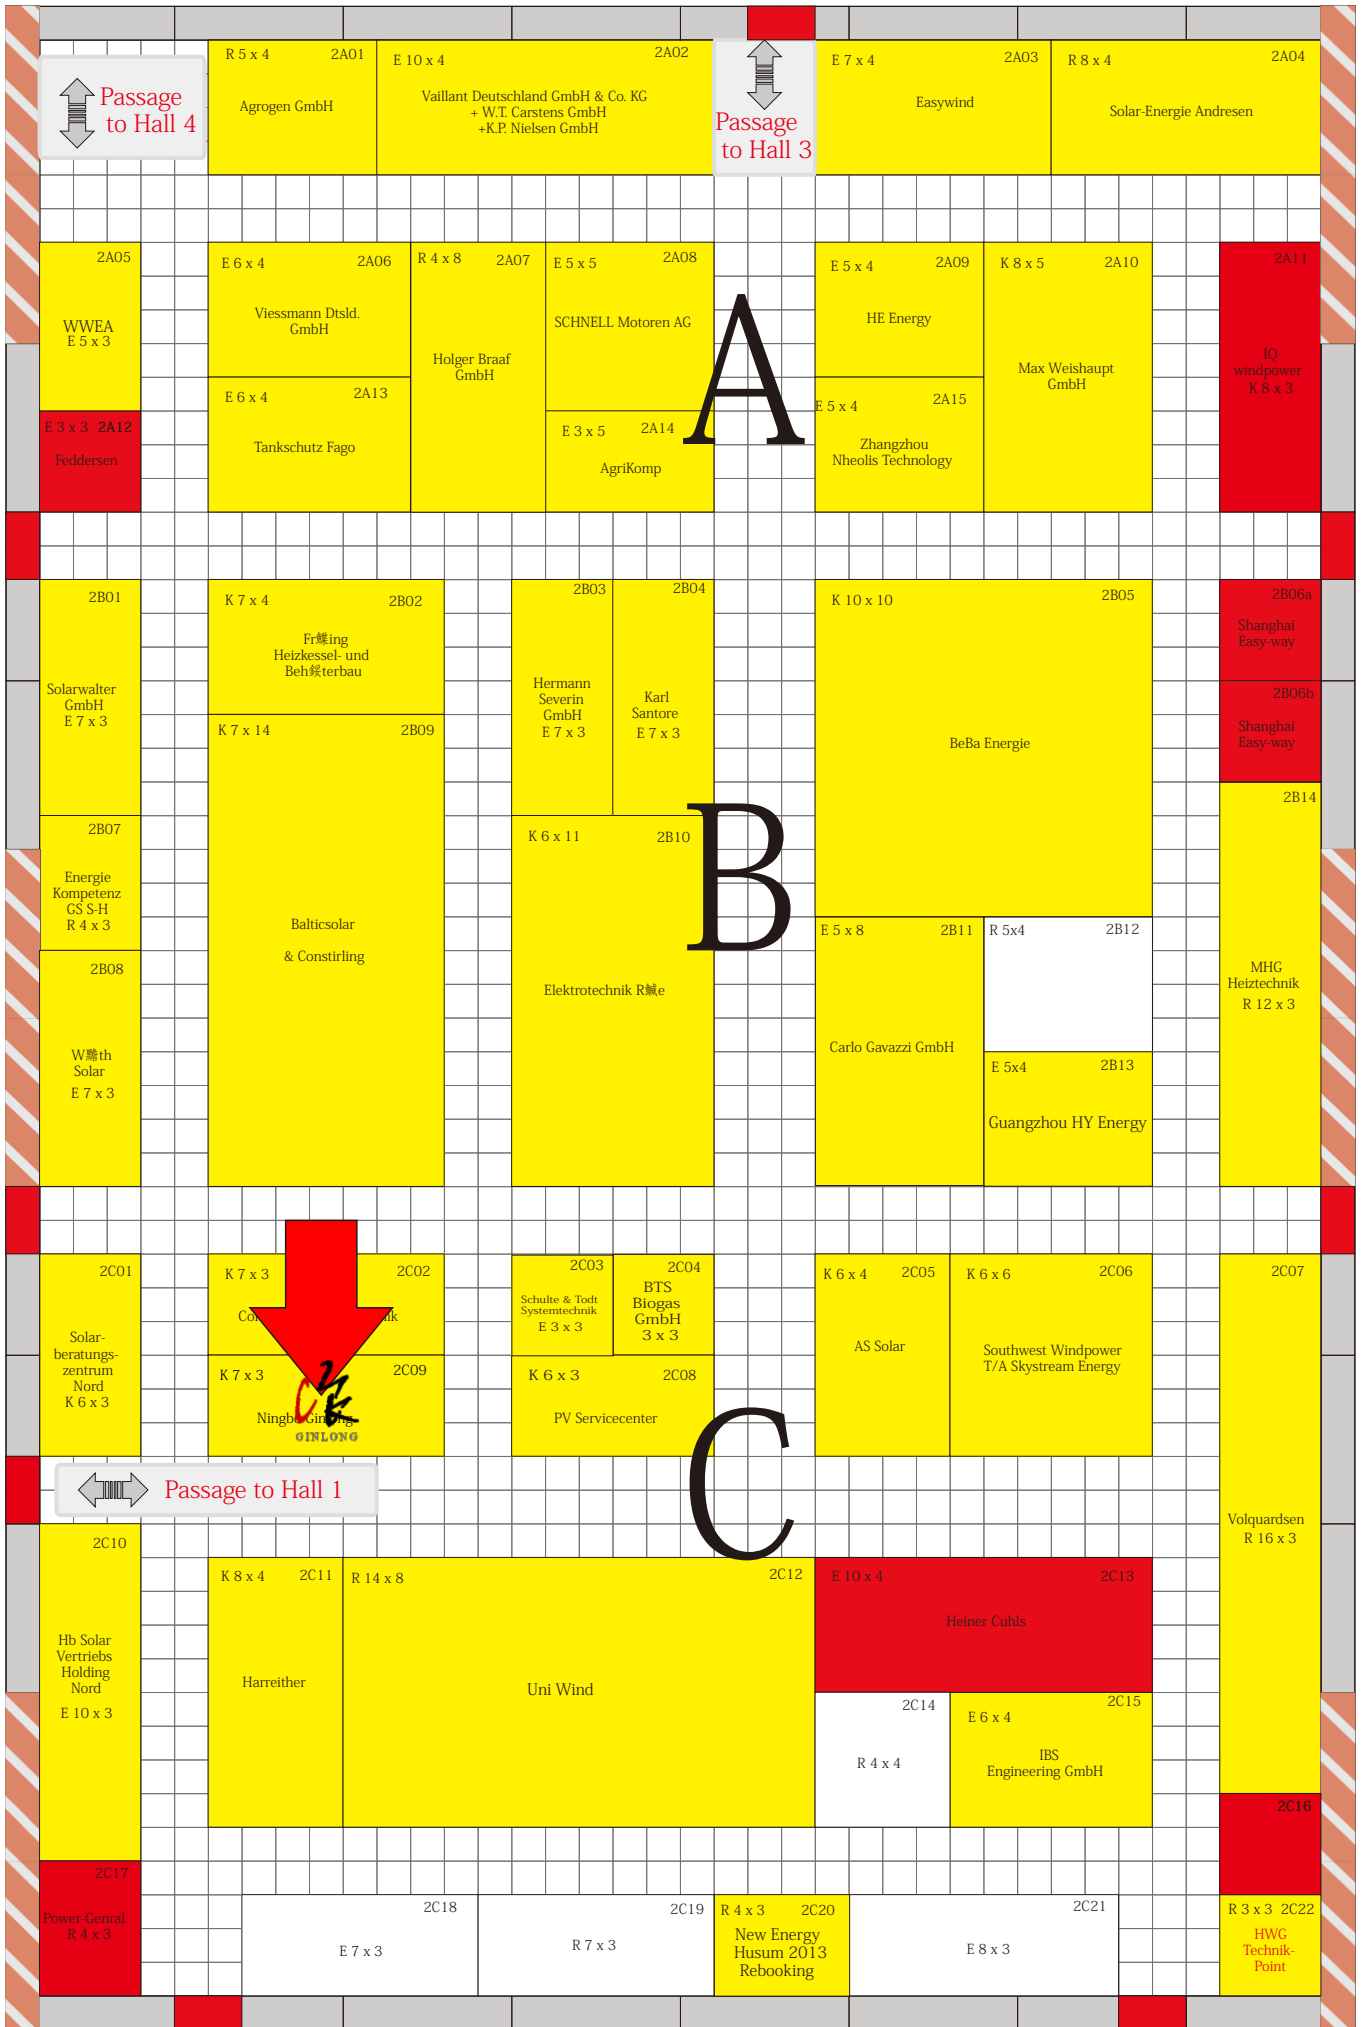 R 5 x 4 2A01
Agrogen GmbH
E 10 x 4 2A02
Vaillant Deutschland GmbH & Co. KG
+ W.T. Carstens GmbH
+K.P. Nielsen GmbH
E 7 x 4 2A03
Easywind
R 8 x 4 2A04
Solar-Energie Andresen
Passage
to Hall 4
Passage
to Hall 3
2A05
WWEA
E 5 x 3
E 6 x 4 2A06
Viessmann Dtsld.
GmbH
R 4 x 8 2A07
Holger Braaf
GmbH
E 5 x 5 2A08
SCHNELL Motoren AG
A
E 5 x 4 2A09
HE Energy
K 8 x 5 2A10
Max Weishaupt
GmbH
2A11
IQ
windpower
K 8 x 3
E 3 x 3 2A12
Feddersen
E 6 x 4 2A13
Tankschutz Fago
E 3 x 5 2A14
AgriKomp
E 5 x 4 2A15
Zhangzhou
Nheolis Technology
2B01
Solarwalter
GmbH
E 7 x 3
K 7 x 4 2B02
Heizkessel- und
2B03
Hermann
Severin
GmbH
E 7 x 3
2B04
Karl
Santore
E 7 x 3
K 10 x 10 2B05
BeBa Energie
2B06a
Shanghai
Easy-way
2B06b
Shanghai
Easy-way
2B07
Energie
Kompetenz
GS S-H
R 4 x 3
2B08
Solar
E 7 x 3
K 7 x 14 2B09
Balticsolar
& Constirling
K 6 x 11 2B10
Elektrotechnik
B
E 5 x 8 2B11
Carlo Gavazzi GmbH
R 5x4 2B12
E 5x4 2B13
Guangzhou HY Energy
2B14
MHG
Heiztechnik
R 12 x 3
2C01
Solar-
beratungs-
zentrum
Nord
K 6 x 3
K 7 x 3 2C02
2C03
Schulte & Todt
Systemtechnik
E 3 x 3
2C04
BTS
Biogas
GmbH
3 x 3
K 6 x 4 2C05
AS Solar
K 6 x 6 2C06
Southwest Windpower
T/A Skystream Energy
2C07
Volquardsen
R 16 x 3
K 7 x 3 2C09
Ningbo Ginlong
GINLONG
K 6 x 3 2C08
PV Servicecenter
C
Passage to Hall 1
2C10
Hb Solar
Vertriebs
Holding
Nord
E 10 x 3
K 8 x 4 2C11
Harreither
R 14 x 8 2C12
Uni Wind
E 10 x 4 2C13
Heiner Cuhls
2C14
R 4 x 4
2C15
E 6 x 4
IBS
Engineering GmbH
2C16
2C17
Power Genral
R 4 x 3
2C18
E 7 x 3
2C19
R 7 x 3
R 4 x 3 2C20
New Energy
Husum 2013
Rebooking
2C21
E 8 x 3
R 3 x 3 2C22
HWG
Technik-
Point